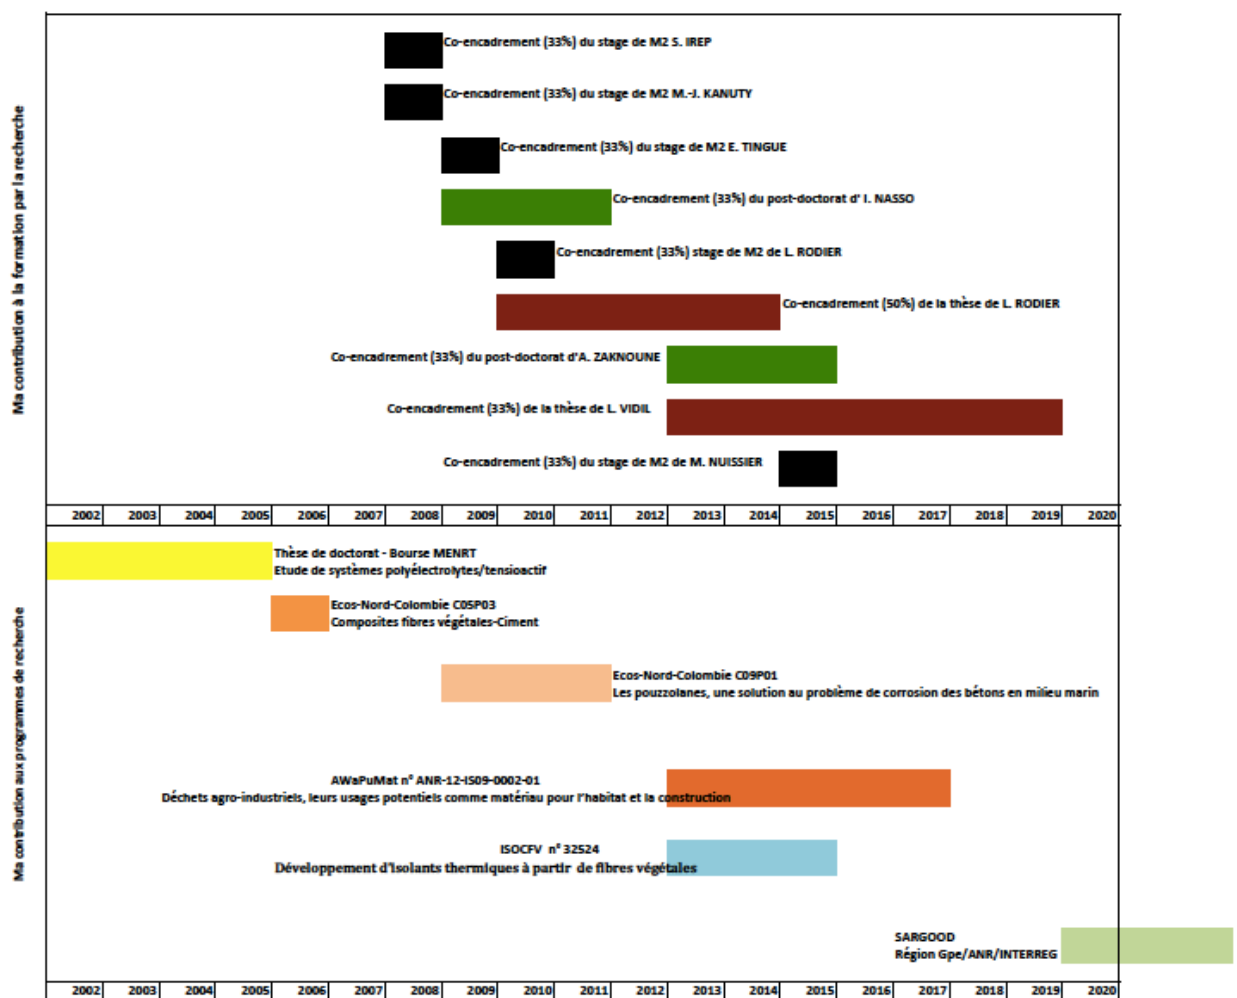 Ma contribution à la formation par la recherche
Co-encadrement (33%) du stage de M2 S. IREP
Co-encadrement (33%) du stage de M2 M.-J. KANUTY
Co-encadrement (33%) du stage de M2 E. TINGUE
Co-encadrement (33%) du post-doctorat d' I. NASSO
Co-encadrement (33%) stage de M2 de L. RODIER
Co-encadrement (50%) de la thèse de L. RODIER
Co-encadrement (33%) du post-doctorat d'A. ZAKNOUNE
Co-encadrement (33%) de la thèse de L. VIDIL
Co-encadrement (33%) du stage de M2 de M. NUISSIER
2002 2003 2004 2005 2006 2007 2008 2009 2010 2011 2012 2013 2014 2015 2016 2017 2018 2019 2020
Ma contribution aux programmes de recherche
Thèse de doctorat - Bourse MENRT
Etude de systèmes polyélectrolytes/tensioactif
Ecos-Nord-Colombie C05P03
Composites fibres végétales-Ciment
Ecos-Nord-Colombie C09P01
Les pouzzolanes, une solution au problème de corrosion des bétons en milieu marin
AWaPuMat n° ANR-12-IS09-0002-01
Déchets agro-industriels, leurs usages potentiels comme matériau pour l'habitat et la construction
ISOCFV n° 32524
Développement d'isolants thermiques à partir de fibres végétales
SARGOOD
Région Gpe/ANR/INTERREG
2002 2003 2004 2005 2006 2007 2008 2009 2010 2011 2012 2013 2014 2015 2016 2017 2018 2019 2020